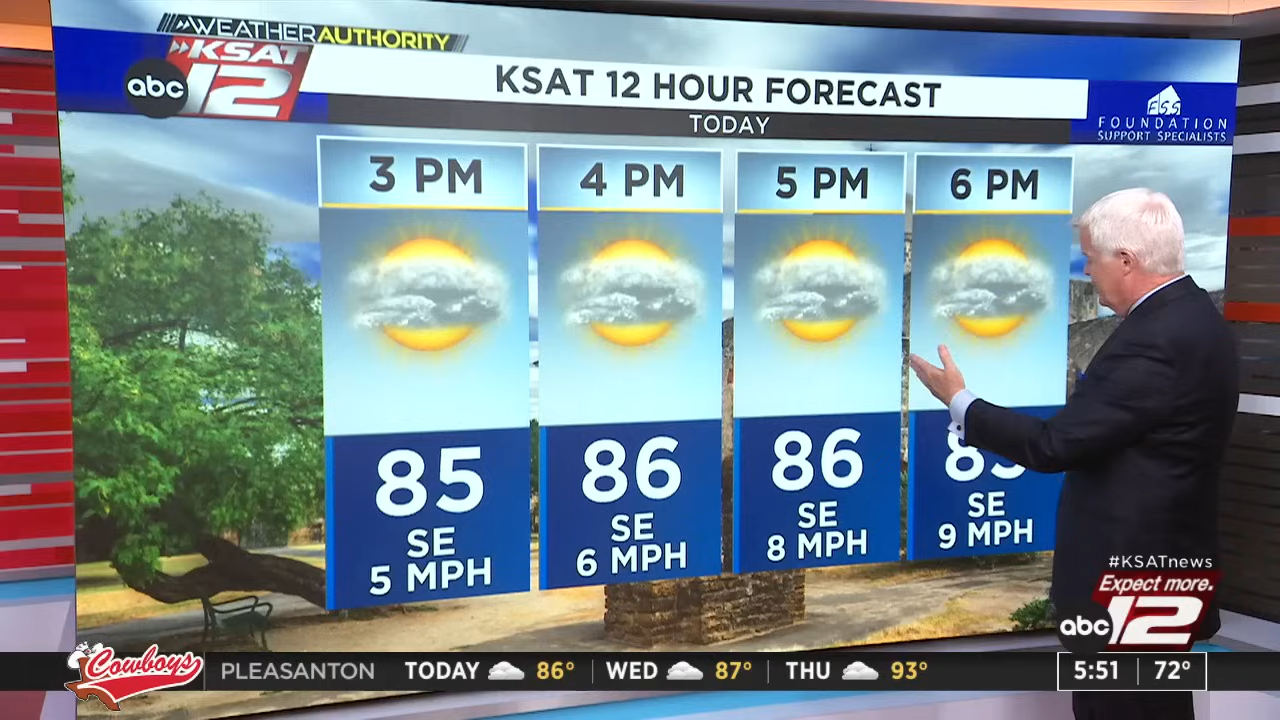 WEATHER AUTHORITY
KSAT
abc 12
KSAT 12 HOUR FORECAST
TODAY
FSS
FOUNDATION
SUPPORT SPECIALISTS
3 PM
4 PM
5 PM
6 PM
85
SE
5 MPH
86
SE
6 MPH
86
SE
8 MPH
SE
9 MPH
#KSATnews
Expect more.
abc 12
Cowboys
PLEASANTON TODAY 86° WED 87° THU 93°
5:51 72°